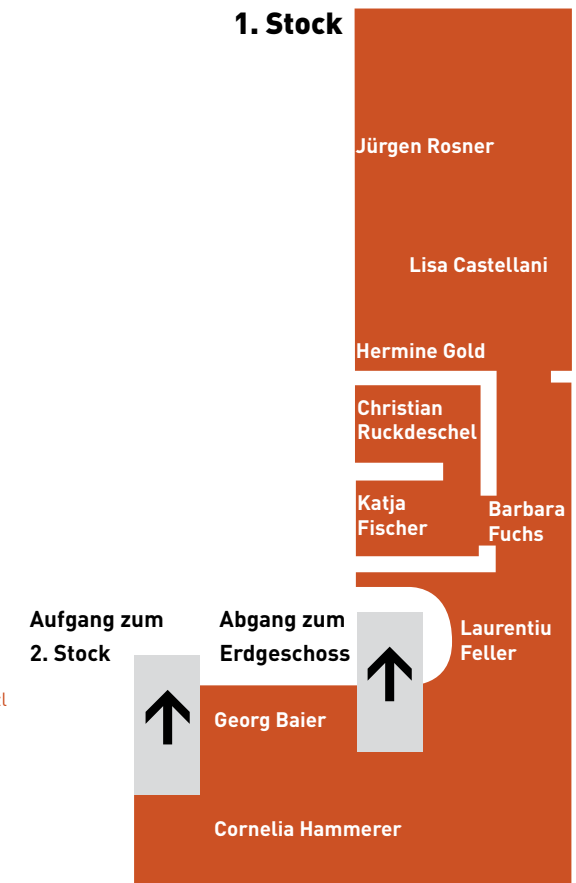 1. Stock
Jürgen Rosner
Lisa Castellani
Hermine Gold
Christian
Ruckdeschel
Katja
Fischer
Barbara
Fuchs
Aufgang zum
2. Stock
Abgang zum
Erdgeschoss
Laurentiu
Feller
Georg Baier
Cornelia Hammerer